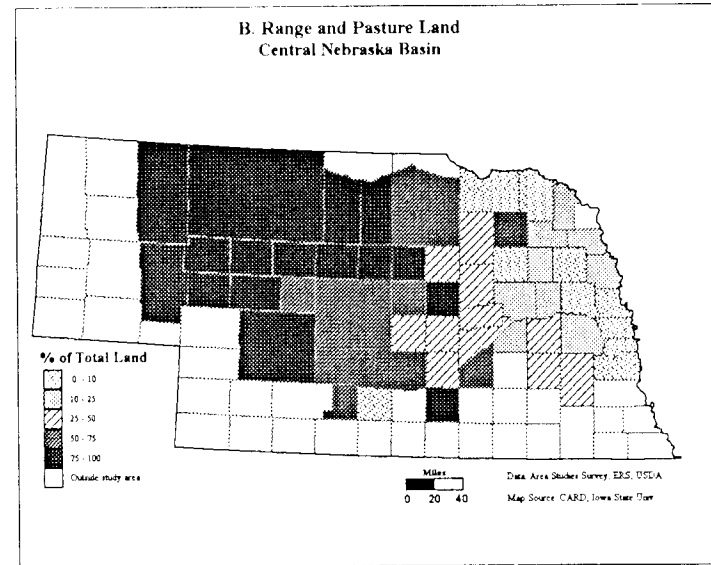 B. Range and Pasture Land
Central Nebraska Basin
% of Total Land
0 - 10
10 - 25
25 - 50
50 - 75
75 - 100
Outside study area
Miles
0 20 40
Data: Area Studies Survey, ERS, USDA
Map Source: CARD, Iowa State Univ